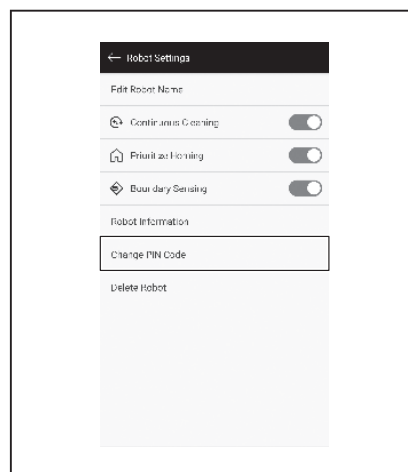 Robot Settings
Edit Robot Name
Continuous Cleaning
Prioritize Homing
Boundary Sensing
Robot Information
Change PIN Code
Delete Robot